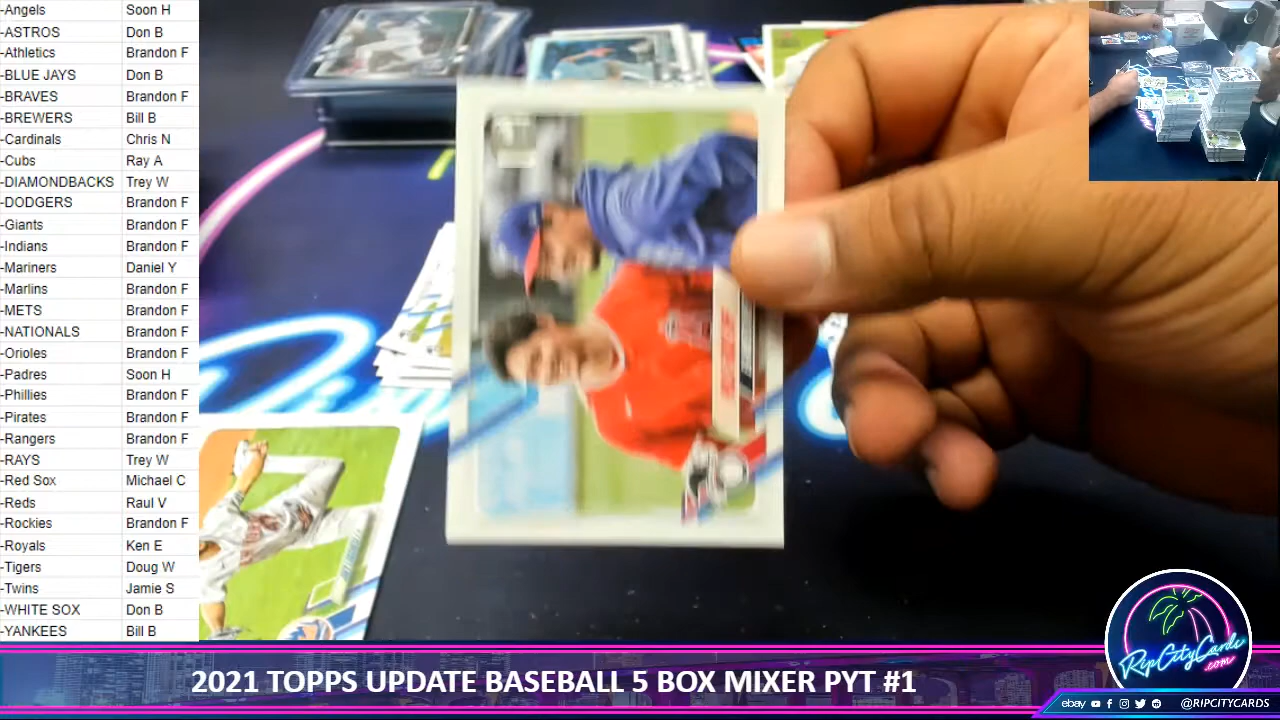 -Angels Soon H
-ASTROS Don B
-Athletics Brandon F
-BLUE JAYS Don B
-BRAVES Brandon F
-BREWERS Bill B
-Cardinals Chris N
-Cubs Ray A
-DIAMONDBACKS Trey W
-DODGERS Brandon F
-Giants Brandon F
-Indians Brandon F
-Mariners Daniel Y
-Marlins Brandon F
-METS Brandon F
-NATIONALS Brandon F
-Orioles Brandon F
-Padres Soon H
-Phillies Brandon F
-Pirates Brandon F
-Rangers Brandon F
-RAYS Trey W
-Red Sox Michael C
-Reds Raul V
-Rockies Brandon F
-Royals Ken E
-Tigers Doug W
-Twins Jamie S
-WHITE SOX Don B
-YANKEES Bill B
RipCityCards
.com
2021 TOPPS UPDATE BASEBALL 5 BOX MIXER PYT #1
ebay @RIPCITYCARDS